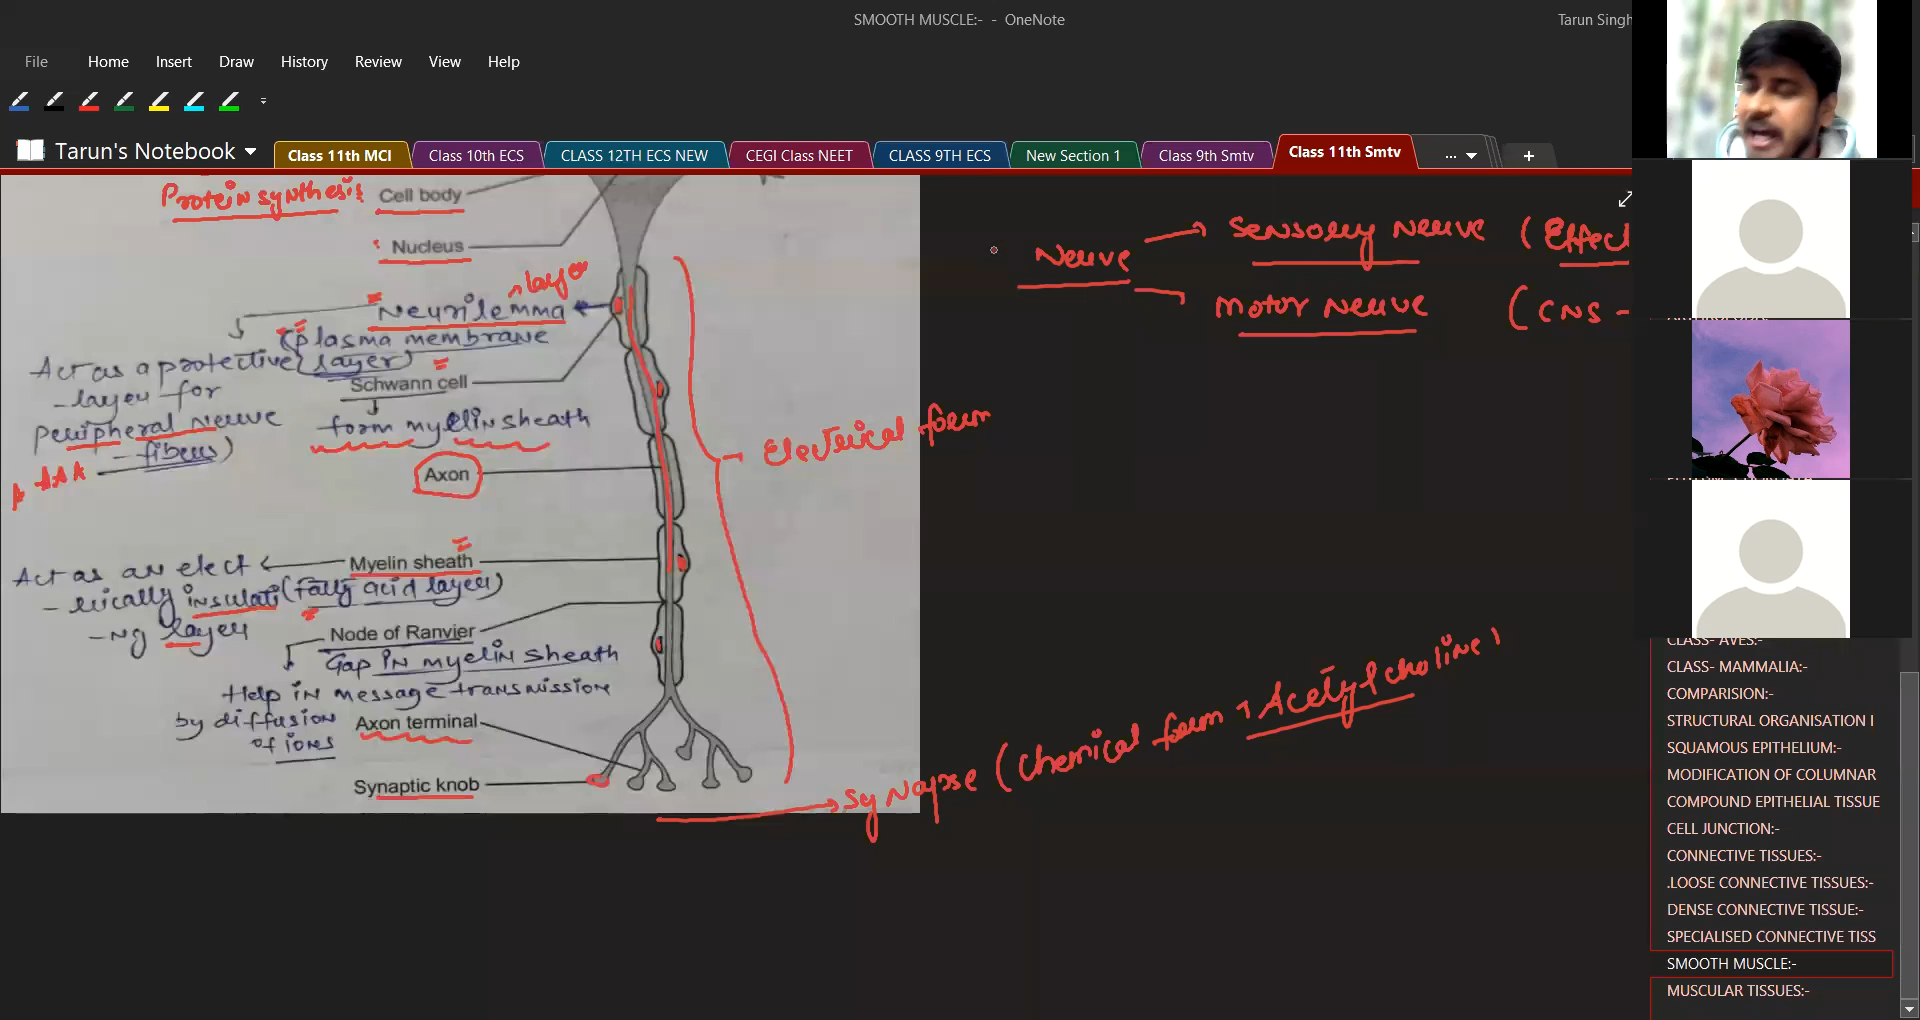 SMOOTH MUSCLE:- - OneNote
Tarun Singh
File Home Insert Draw History Review View Help
Tarun's Notebook
Class 11th MCI
Class 10th ECS
CLASS 12TH ECS NEW
CEGI Class NEET
CLASS 9TH ECS
New Section 1
Class 9th Smtv
Class 11th Smtv
...
+
Protein synthesis
Cell body
Nucleus
layer
Neurilemma
(plasma membrane
layer)
Act as a protective
-layer for
peripheral nerve
-fibers)
Schwann cell
form myelin sheath
Axon
Electrical form
Myelin sheath
(fatty acid layer)
Act as an elect
-rically insulati
-ng layer
Node of Ranvier
Gap in myelin sheath
Help in message transmission
by diffusion
of ions
Axon terminal
Synaptic knob
Synapse (chemical form , Acetylcholine)
Nerve
Sensory nerve (Effect
Motor nerve (CNS -
CLASS- AVES:-
CLASS- MAMMALIA:-
COMPARISION:-
STRUCTURAL ORGANISATION I
SQUAMOUS EPITHELIUM:-
MODIFICATION OF COLUMNAR
COMPOUND EPITHELIAL TISSUE
CELL JUNCTION:-
CONNECTIVE TISSUES:-
.LOOSE CONNECTIVE TISSUES:-
DENSE CONNECTIVE TISSUE:-
SPECIALISED CONNECTIVE TISS
SMOOTH MUSCLE:-
MUSCULAR TISSUES:-